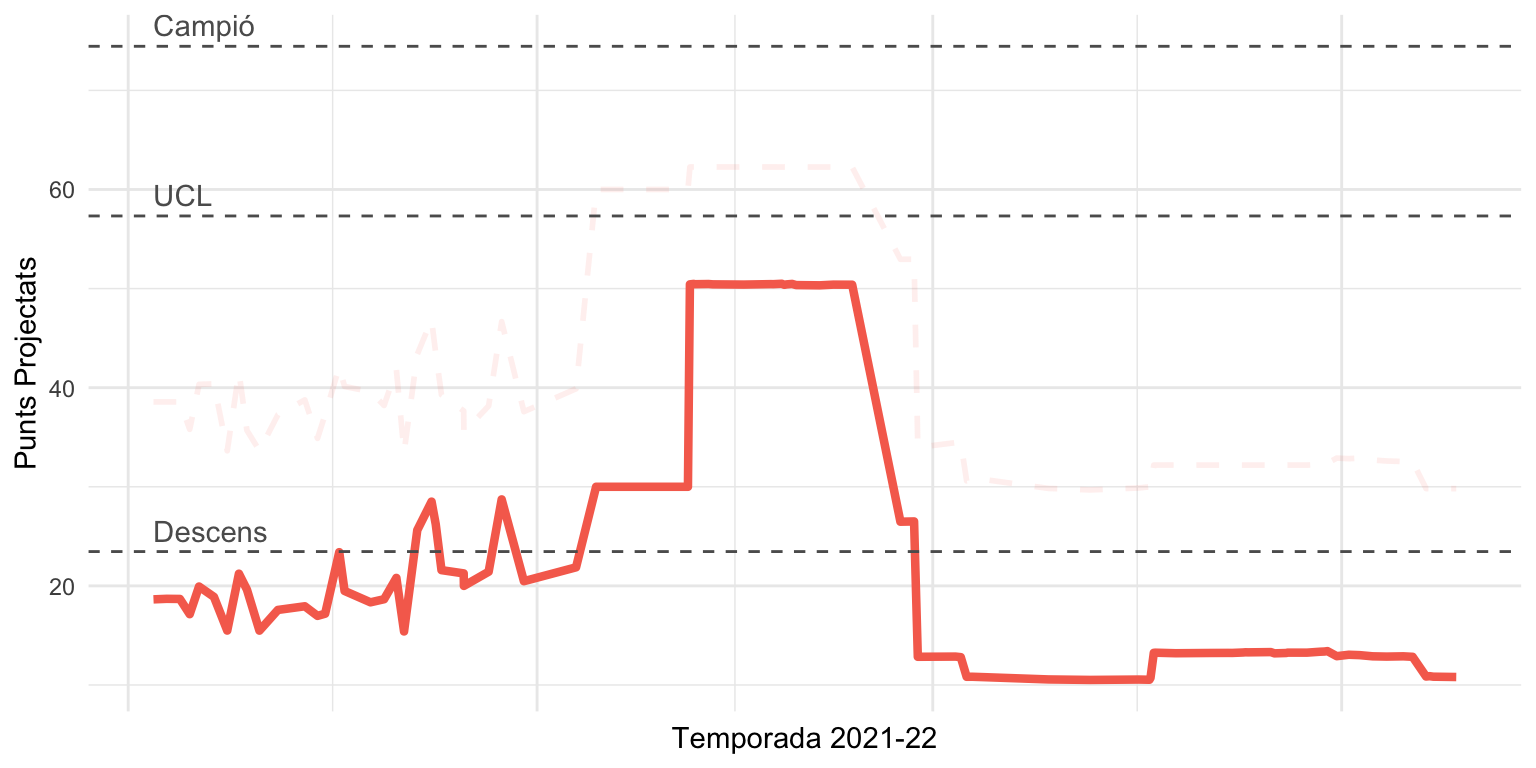 Campió
UCL
60
40
Descens
20
Punts Projectats
Temporada 2021-22